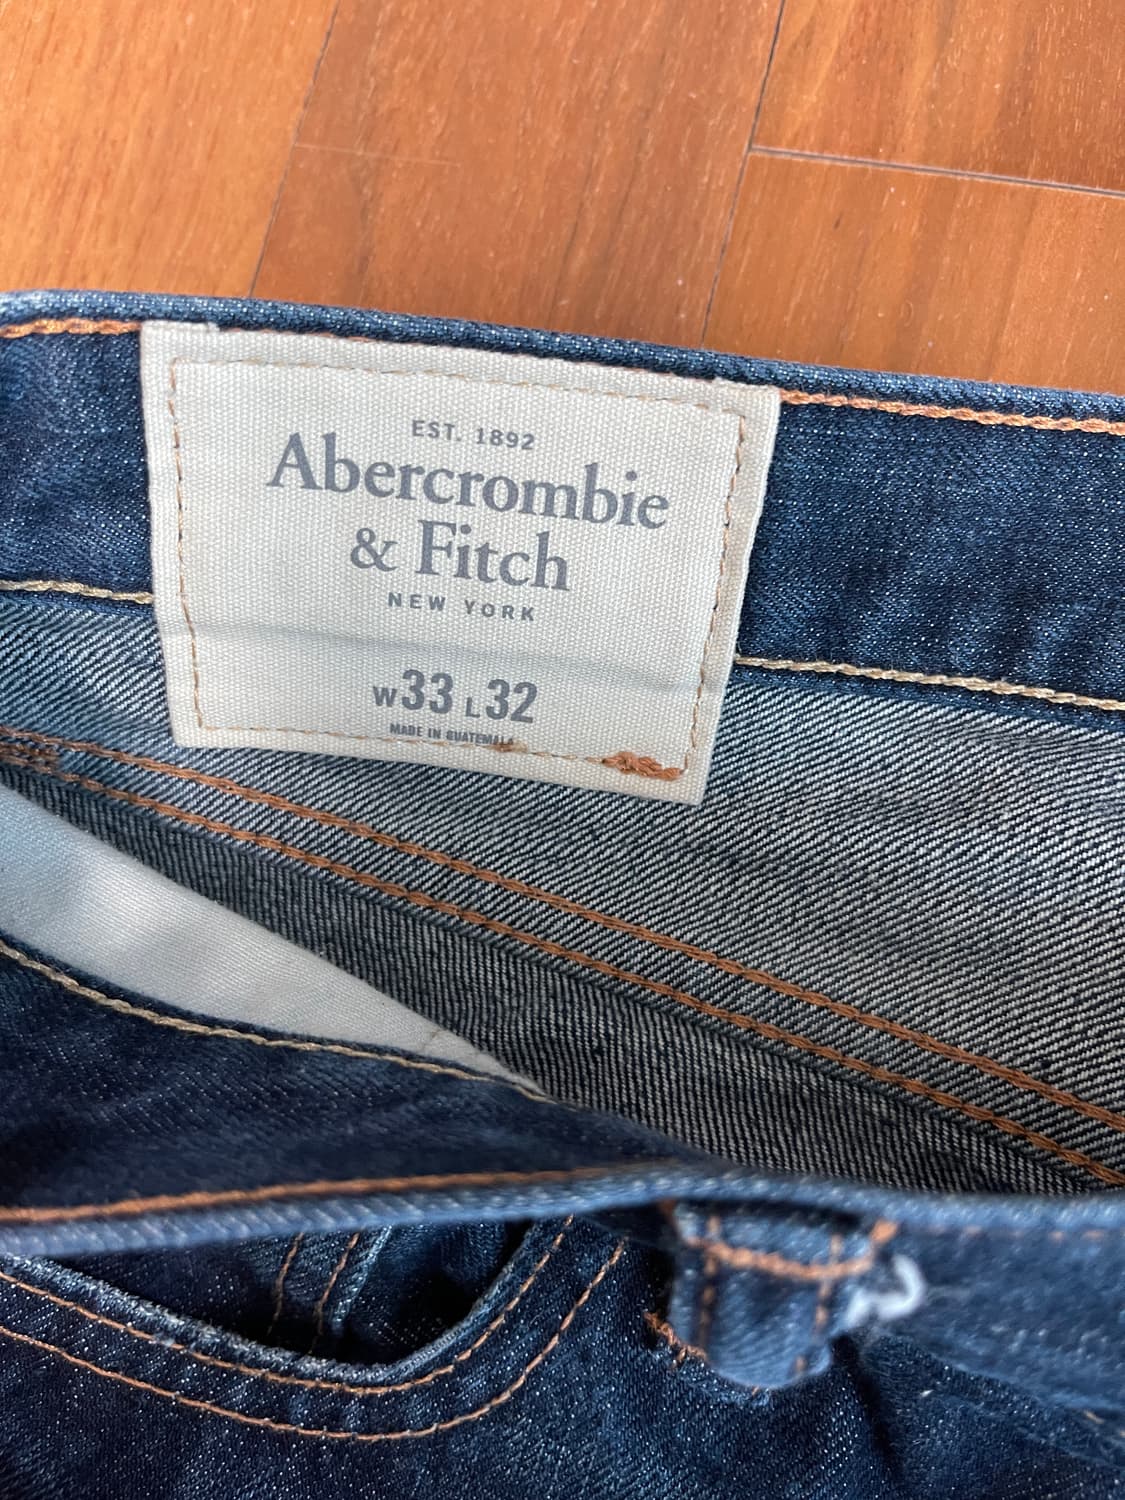 EST. 1892
Abercrombie
& Fitch
NEW YORK
W33 L32
MADE IN GUATEMALA